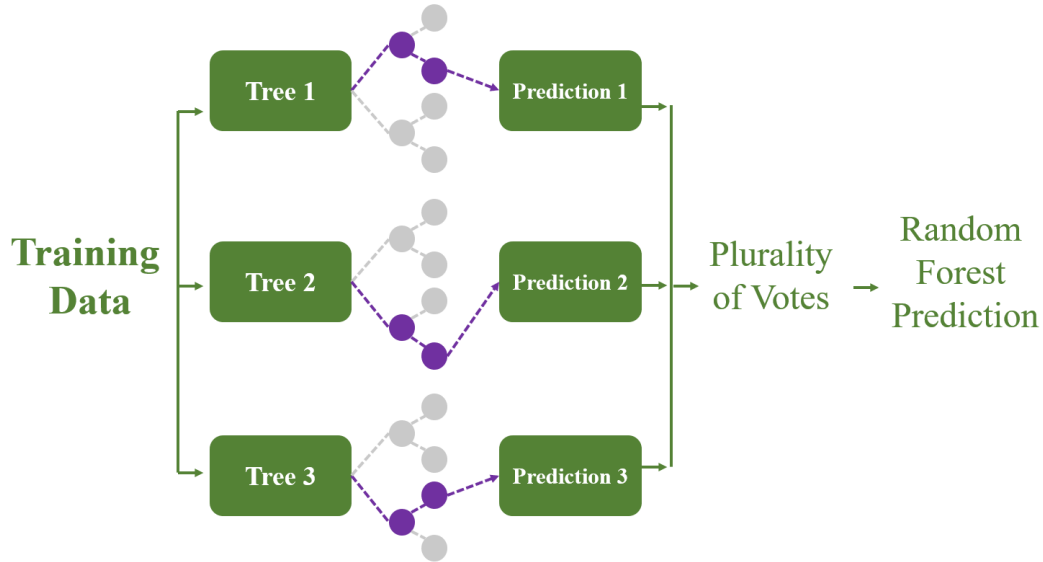 Training
Data
Tree 1
Prediction 1
Tree 2
Prediction 2
Tree 3
Prediction 3
Plurality
of Votes
Random
Forest
Prediction